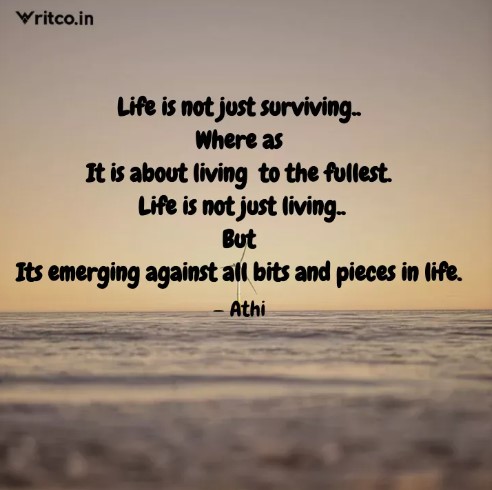 Writco.in
Life is not just surviving..
Where as
It is about living  to the fullest.
Life is not just living..
But
Its emerging against all bits and pieces in life.
- Athi